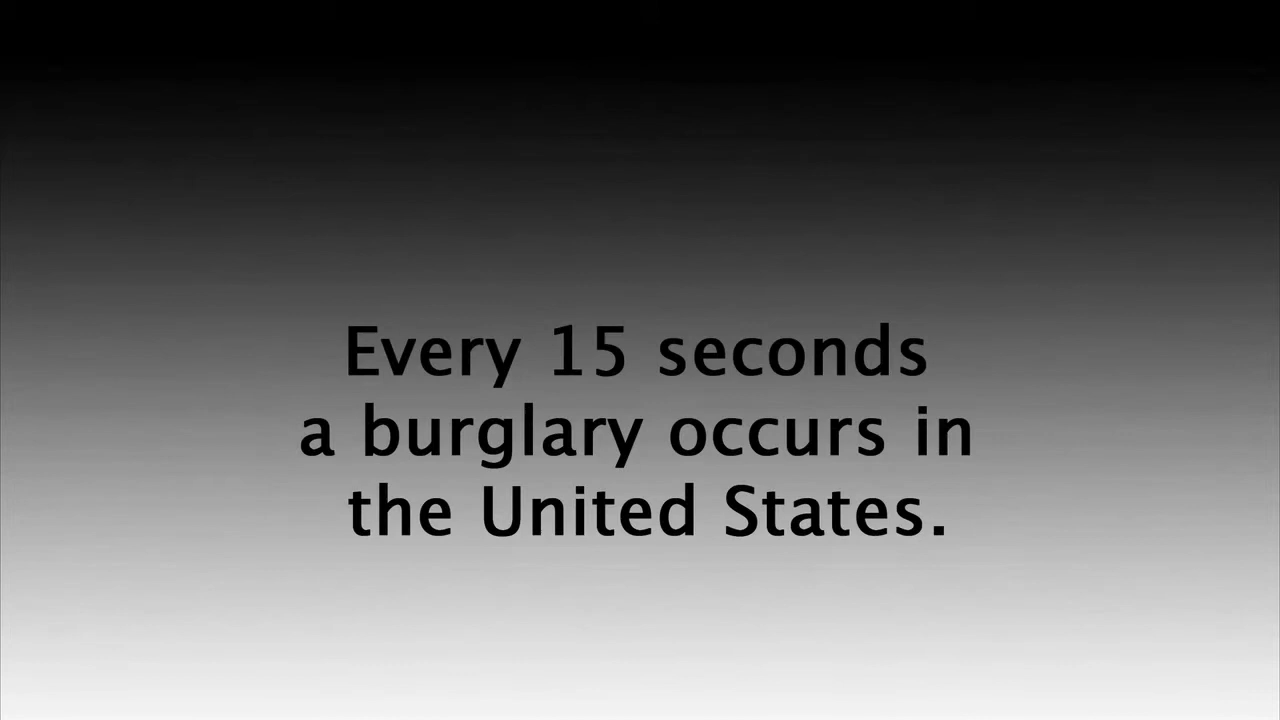 Every 15 seconds
a burglary occurs in
the United States.